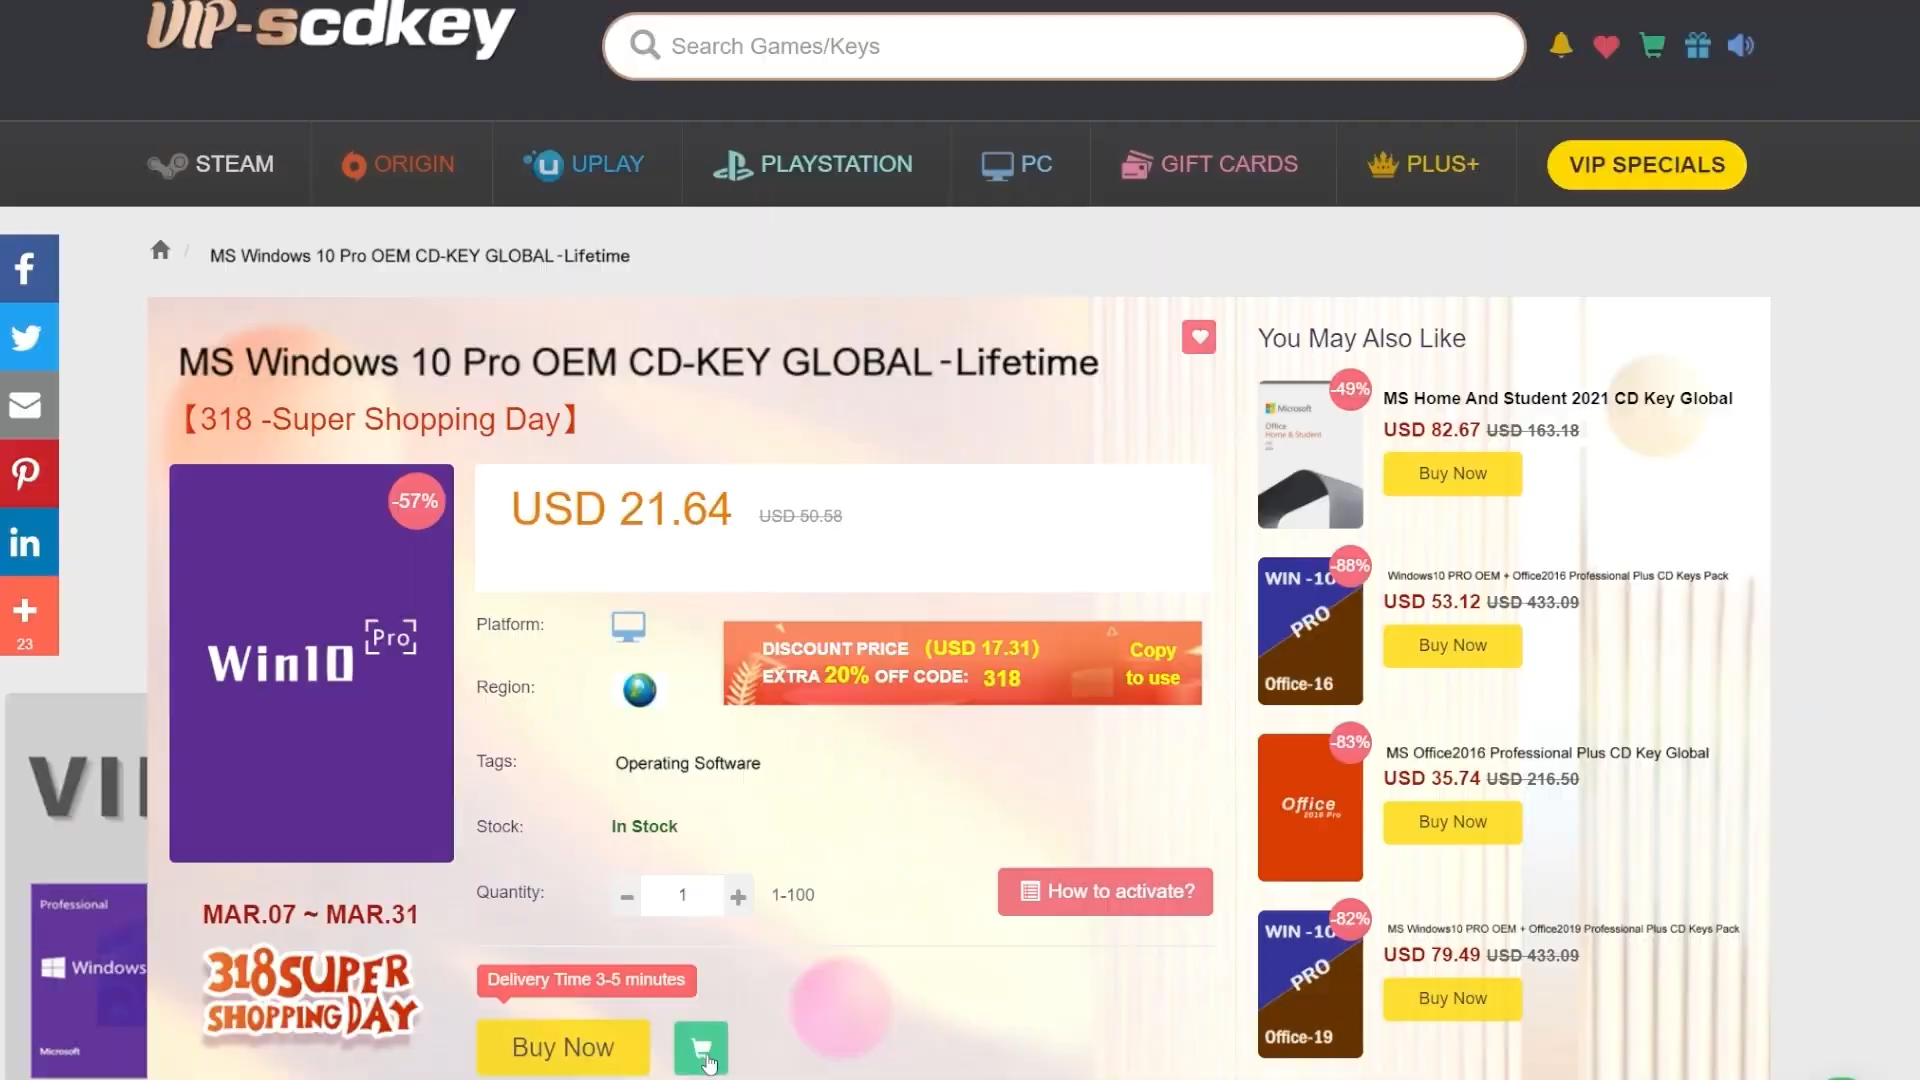 VIP-scdkey
Search Games/Keys
STEAM
ORIGIN
UPLAY
PLAYSTATION
PC
GIFT CARDS
PLUS+
VIP SPECIALS
MS Windows 10 Pro OEM CD-KEY GLOBAL -Lifetime
MS Windows 10 Pro OEM CD-KEY GLOBAL -Lifetime
【318 -Super Shopping Day】
-57%
Win10 [Pro]
USD 21.64 USD 50.58
Platform:
DISCOUNT PRICE (USD 17.31)
EXTRA 20% OFF CODE: 318
Copy
to use
Region:
Tags: Operating Software
Stock: In Stock
Quantity: 1 1-100
How to activate?
MAR.07 ~ MAR.31
318 SUPER
SHOPPING DAY
Delivery Time 3-5 minutes
Buy Now
You May Also Like
-49%
Microsoft
Office
Home & Student
MS Home And Student 2021 CD Key Global
USD 82.67 USD 163.18
Buy Now
-88%
WIN -10
PRO
Office-16
Windows10 PRO OEM + Office2016 Professional Plus CD Keys Pack
USD 53.12 USD 433.09
Buy Now
-83%
Office
2016 Pro
MS Office2016 Professional Plus CD Key Global
USD 35.74 USD 216.50
Buy Now
-82%
WIN -10
PRO
Office-19
MS Windows10 PRO OEM + Office2019 Professional Plus CD Keys Pack
USD 79.49 USD 433.09
Buy Now
23
VI
Professional
Windows
Microsoft